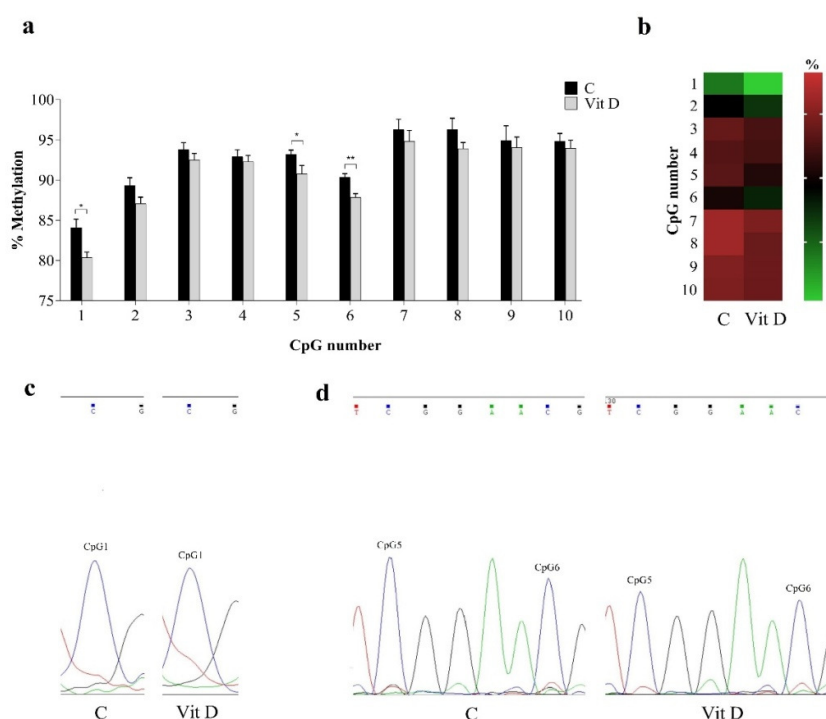 a
C
Vit D
% Methylation
100
95
90
85
80
75
*
*
**
1 2 3 4 5 6 7 8 9 10
CpG number
b
%
CpG number
1
2
3
4
5
6
7
8
9
10
C Vit D
c
C G C G
CpG1 CpG1
C Vit D
d
T C G G A A C G
130
T C G G A A C
CpG5 CpG6
CpG5 CpG6
C Vit D